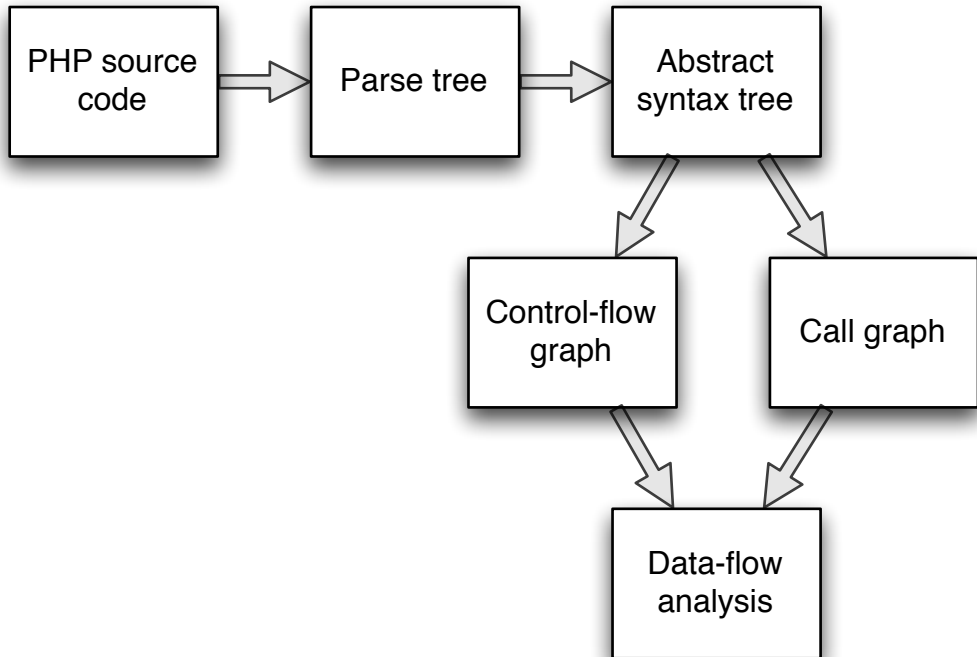 PHP source
code
Parse tree
Abstract
syntax tree
Control-flow
graph
Call graph
Data-flow
analysis